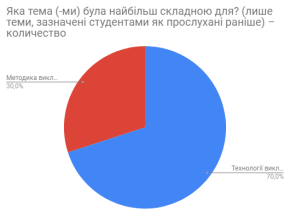 Яка тема (-ми) була найбільш складною для? (лише
теми, зазначені студентами як прослухані раніше) –
количество
Методика викл...
30,0%
Технології викл...
70,0%